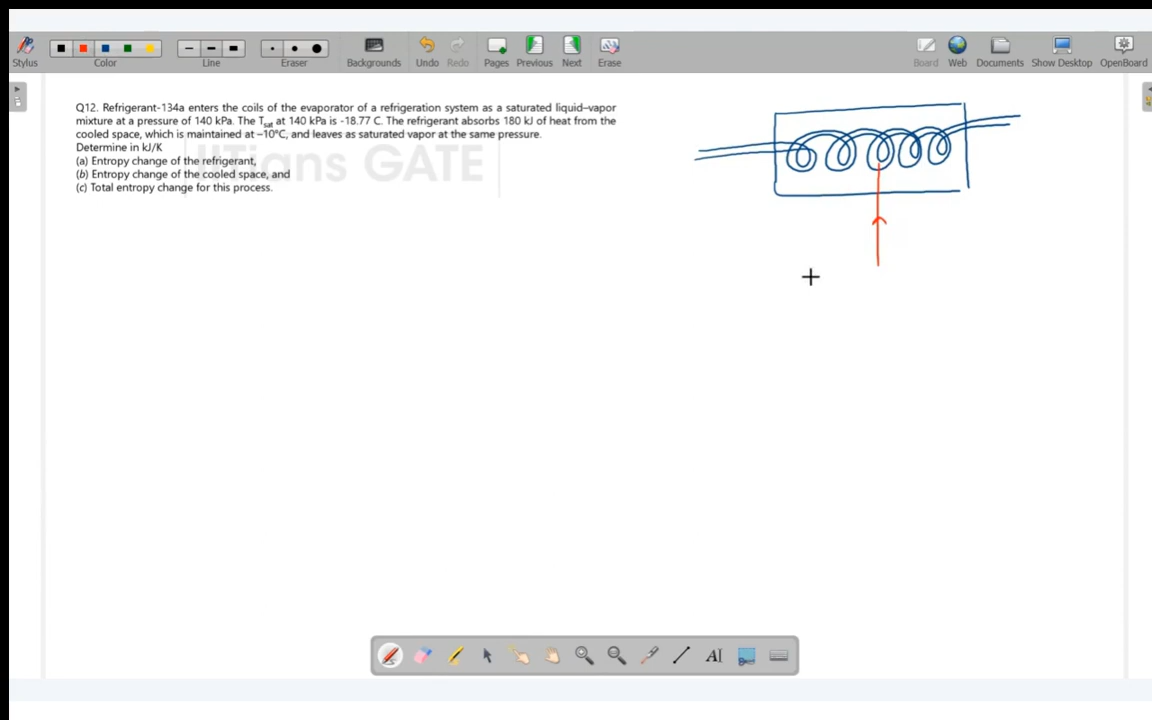 Stylus
Color
Line
Eraser
Backgrounds
Undo
Redo
Pages
Previous
Next
Erase
Board
Web
Documents
Show Desktop
OpenBoard
Q12. Refrigerant-134a enters the coils of the evaporator of a refrigeration system as a saturated liquid–vapor
mixture at a pressure of 140 kPa. The Tsat at 140 kPa is -18.77 C. The refrigerant absorbs 180 kJ of heat from the
cooled space, which is maintained at –10°C, and leaves as saturated vapor at the same pressure.
Determine in kJ/K
(a) Entropy change of the refrigerant,
(b) Entropy change of the cooled space, and
(c) Total entropy change for this process.
IITians GATE
AI